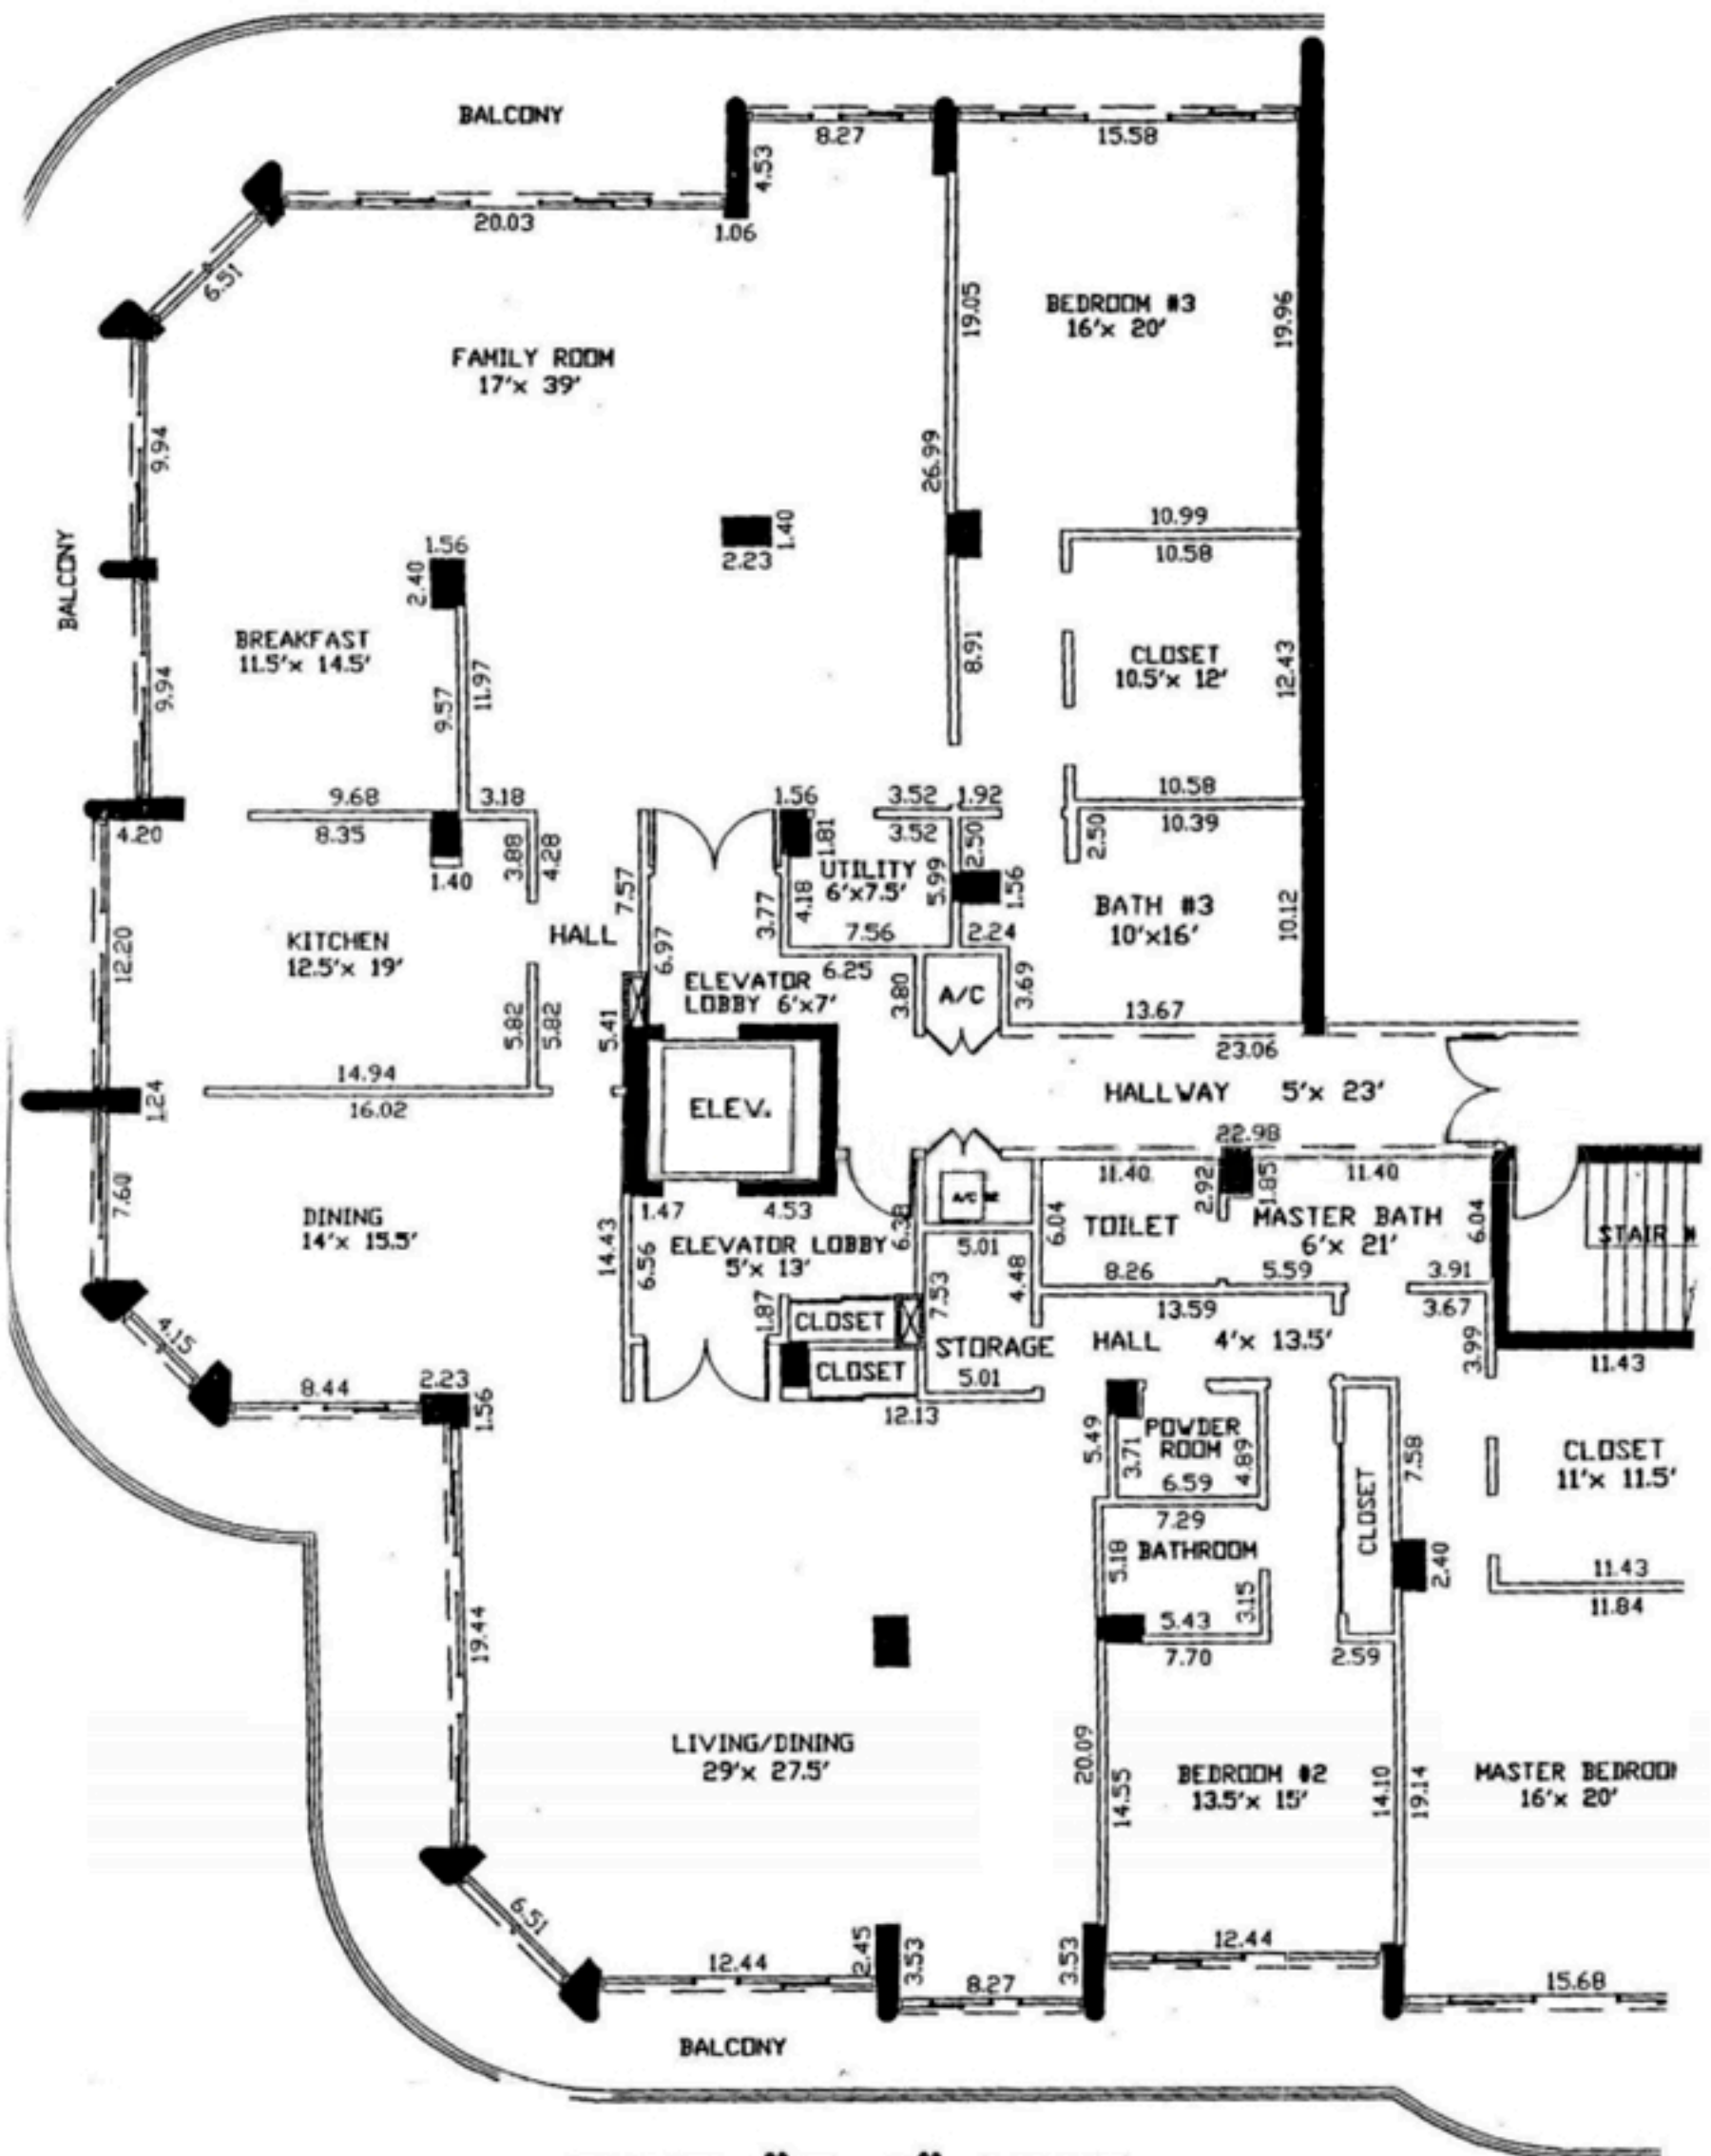 BALCONY
8.27
15.58
4.53
20.03
1.06
6.51
19.05
BEDROOM #3
16'x 20'
19.96
FAMILY ROOM
17'x 39'
9.94
26.99
BALCONY
10.99
10.58
1.40
2.23
1.56
2.40
BREAKFAST
11.5'x 14.5'
8.91
CLOSET
10.5'x 12'
12.43
9.94
9.57
11.97
9.68
3.18
1.56
3.52
1.92
10.58
4.20
8.35
3.88
4.28
1.81
3.52
2.50
2.50
10.39
1.40
7.57
UTILITY
6'x7.5'
5.99
1.56
3.77
4.18
BATH #3
10'x16'
10.12
12.20
KITCHEN
12.5'x 19'
HALL
6.97
7.56
2.24
6.25
ELEVATOR
LOBBY 6'x7'
3.80
A/C
3.69
13.67
5.82
5.82
5.41
23.06
14.94
1.24
16.02
ELEV.
HALLWAY 5'x 23'
22.98
7.60
11.40
2.92
1.85
11.40
DINING
14'x 15.5'
1.47
4.53
6.38
A/C
6.04
TOILET
MASTER BATH
6'x 21'
6.04
STAIR #
14.43
6.56
ELEVATOR LOBBY
5'x 13'
5.01
4.48
8.26
5.59
3.91
7.53
13.59
3.67
4.15
1.87
CLOSET
STORAGE
HALL 4'x 13.5'
3.99
11.43
CLOSET
5.01
8.44
2.23
1.56
12.13
5.49
3.71
POWDER
ROOM
4.89
6.59
7.58
CLOSET
11'x 11.5'
CLOSET
7.29
5.18
BATHROOM
2.40
3.15
11.43
11.84
19.44
5.43
7.70
2.59
LIVING/DINING
29'x 27.5'
20.09
14.55
BEDROOM #2
13.5'x 15'
14.10
19.14
MASTER BEDROO
16'x 20'
6.51
12.44
2.45
3.53
8.27
3.53
12.44
15.68
BALCONY